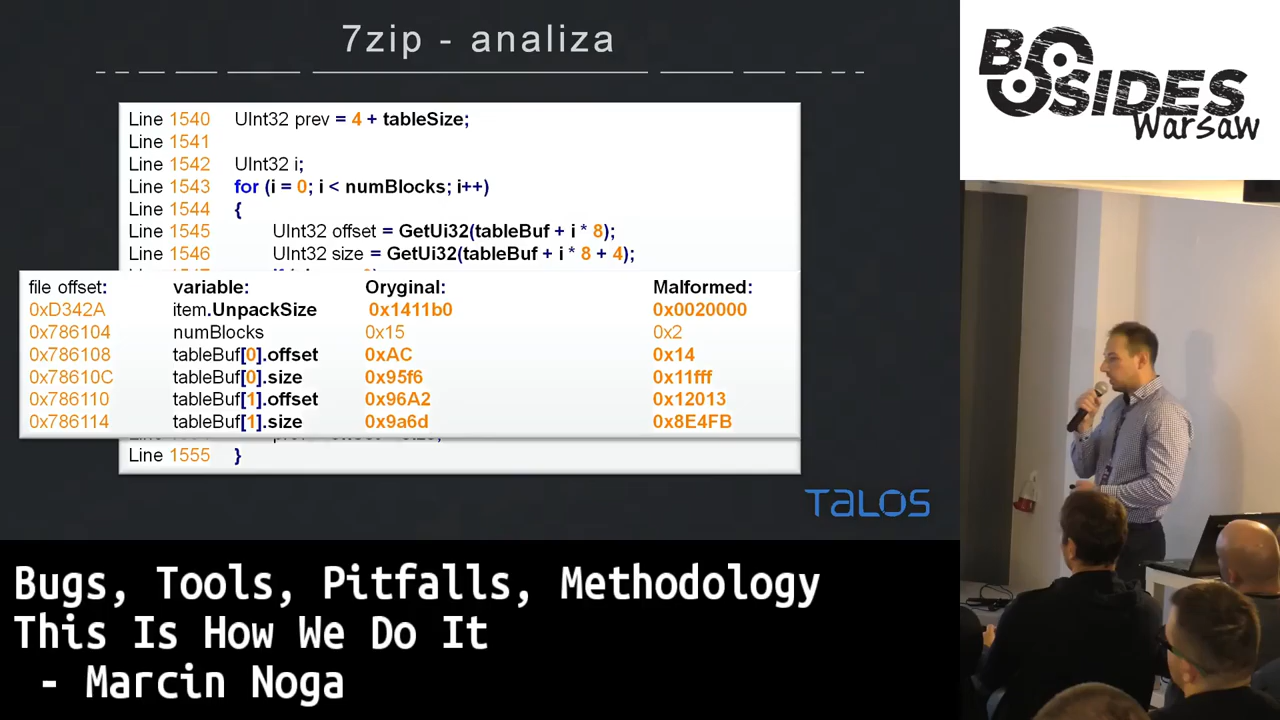 7zip - analiza
Line 1540 UInt32 prev = 4 + tableSize;
Line 1541
Line 1542 UInt32 i;
Line 1543 for (i = 0; i < numBlocks; i++)
Line 1544 {
Line 1545 UInt32 offset = GetUi32(tableBuf + i * 8);
Line 1546 UInt32 size = GetUi32(tableBuf + i * 8 + 4);
file offset: variable: Oryginal: Malformed:
0xD342A item.UnpackSize 0x1411b0 0x0020000
0x786104 numBlocks 0x15 0x2
0x786108 tableBuf[0].offset 0xAC 0x14
0x78610C tableBuf[0].size 0x95f6 0x11fff
0x786110 tableBuf[1].offset 0x96A2 0x12013
0x786114 tableBuf[1].size 0x9a6d 0x8E4FB
Line 1555 }
TALOS
BSIDES
Warsaw
Bugs, Tools, Pitfalls, Methodology
This Is How We Do It
- Marcin Noga